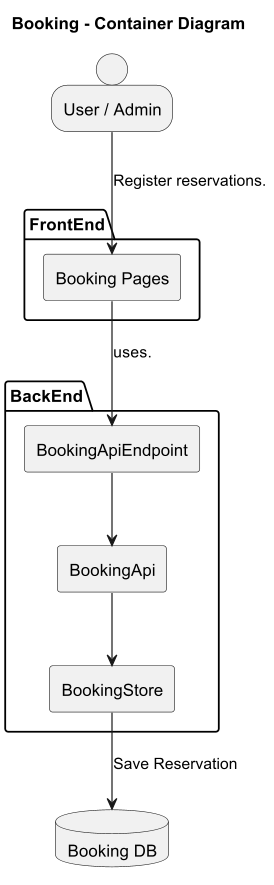 Booking - Container Diagram
User / Admin
Register reservations.
FrontEnd
Booking Pages
uses.
BackEnd
BookingApiEndpoint
BookingApi
BookingStore
Save Reservation
Booking DB